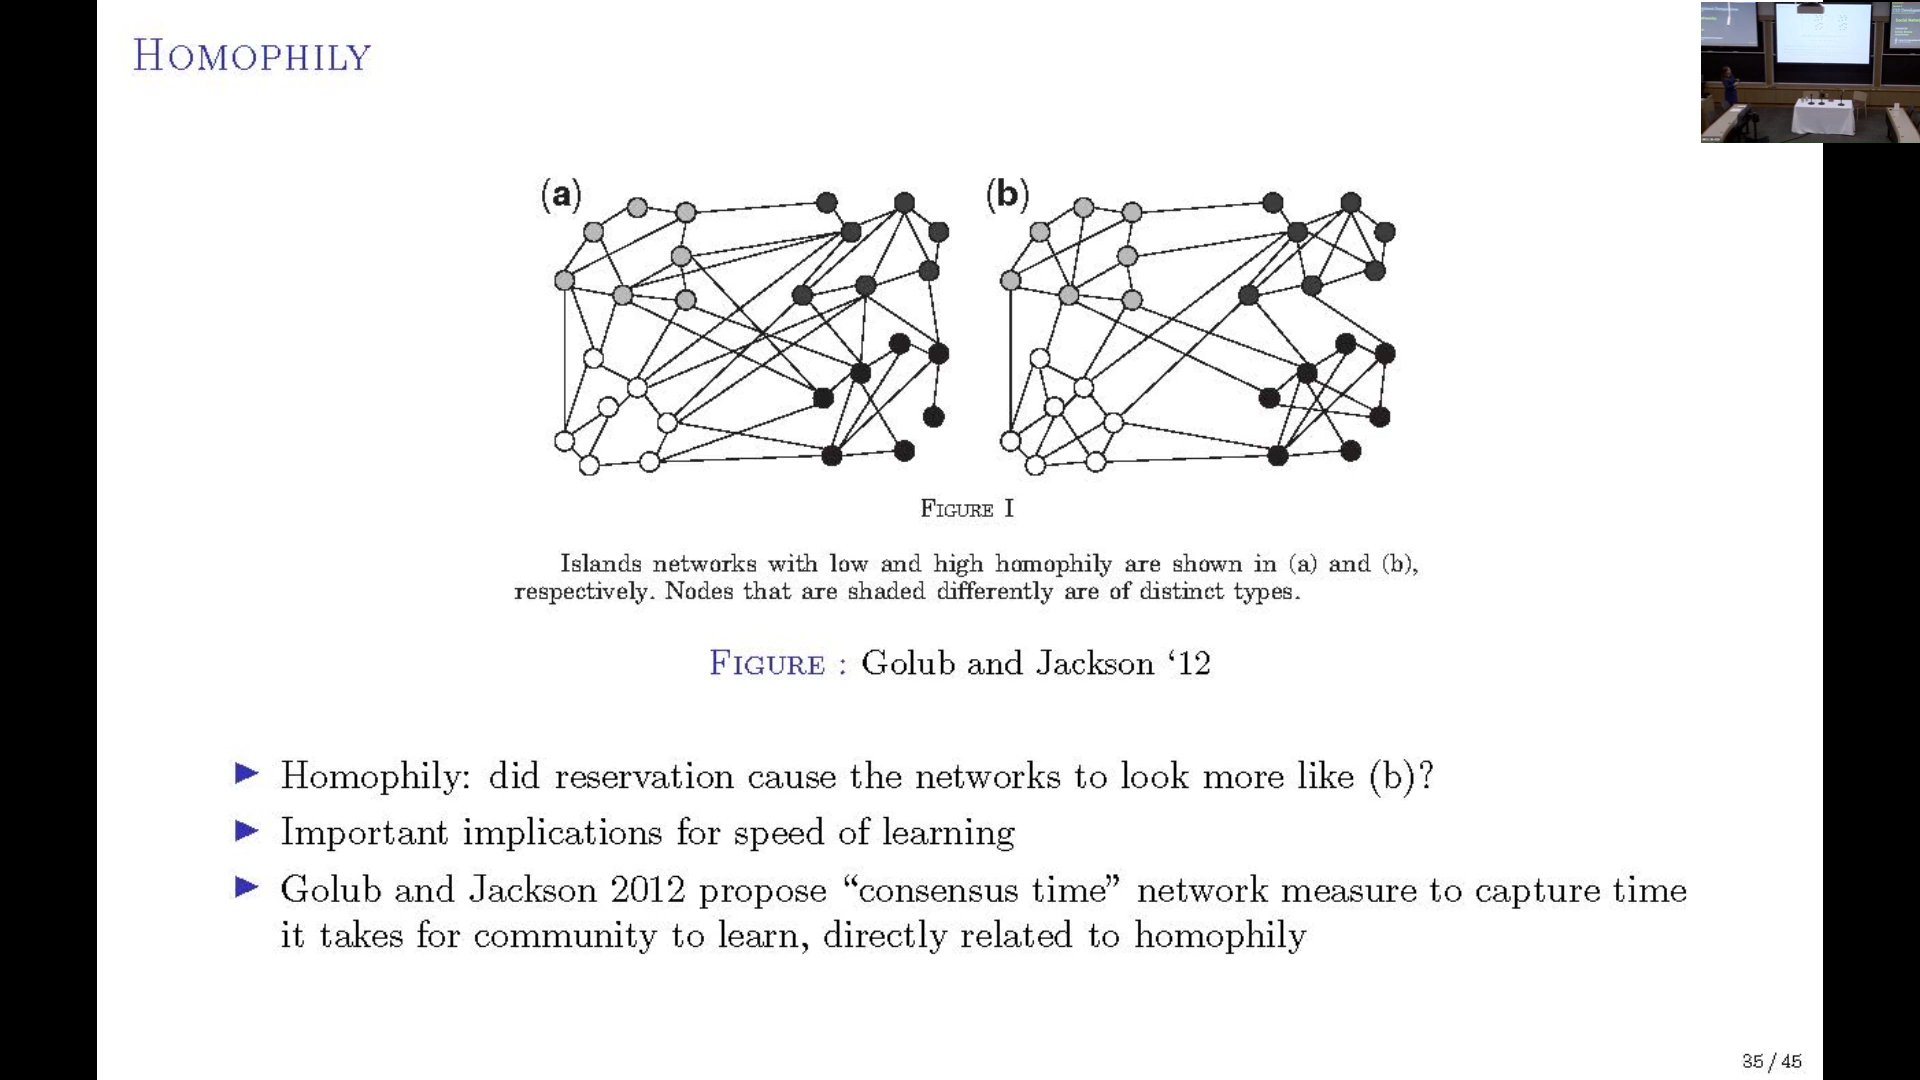 Homophily
(a)
(b)
Figure I
Islands networks with low and high homophily are shown in (a) and (b),
respectively. Nodes that are shaded differently are of distinct types.
Figure : Golub and Jackson ‘12
Homophily: did reservation cause the networks to look more like (b)?
Important implications for speed of learning
Golub and Jackson 2012 propose “consensus time” network measure to capture time
it takes for community to learn, directly related to homophily
35 / 45